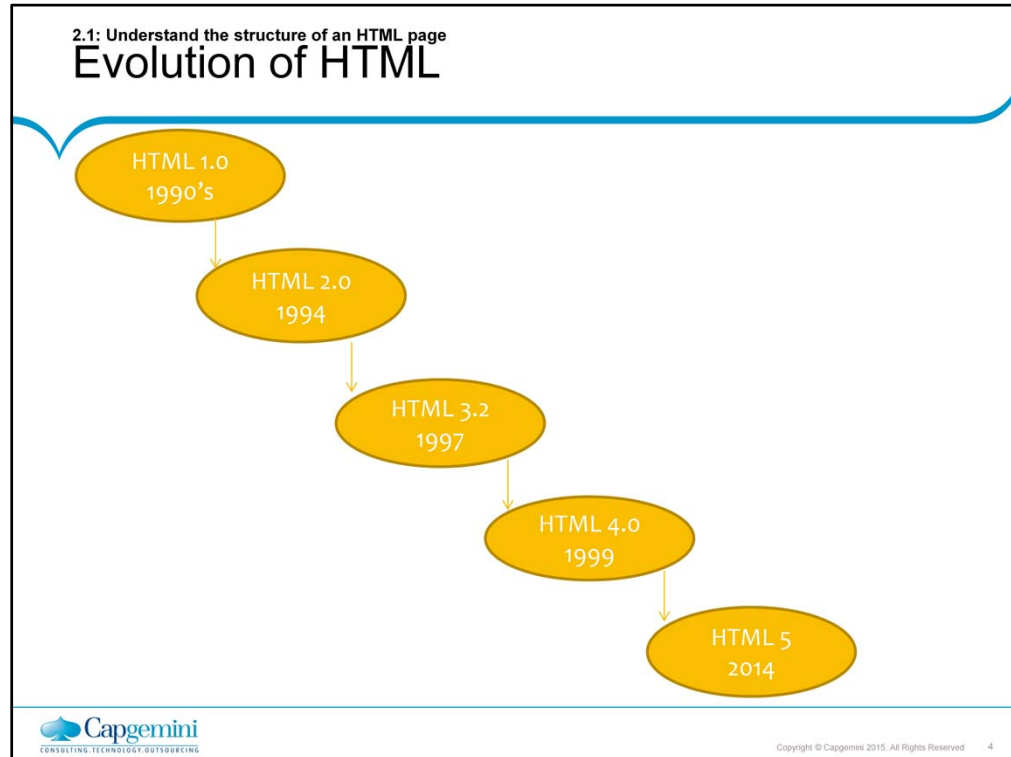 2.1: Understand the structure of an HTML page
Evolution of HTML
HTML 1.0
1990’s
HTML 2.0
1994
HTML 3.2
1997
HTML 4.0
1999
HTML 5
2014
Capgemini
CONSULTING.TECHNOLOGY.OUTSOURCING
Copyright © Capgemini 2015. All Rights Reserved 4